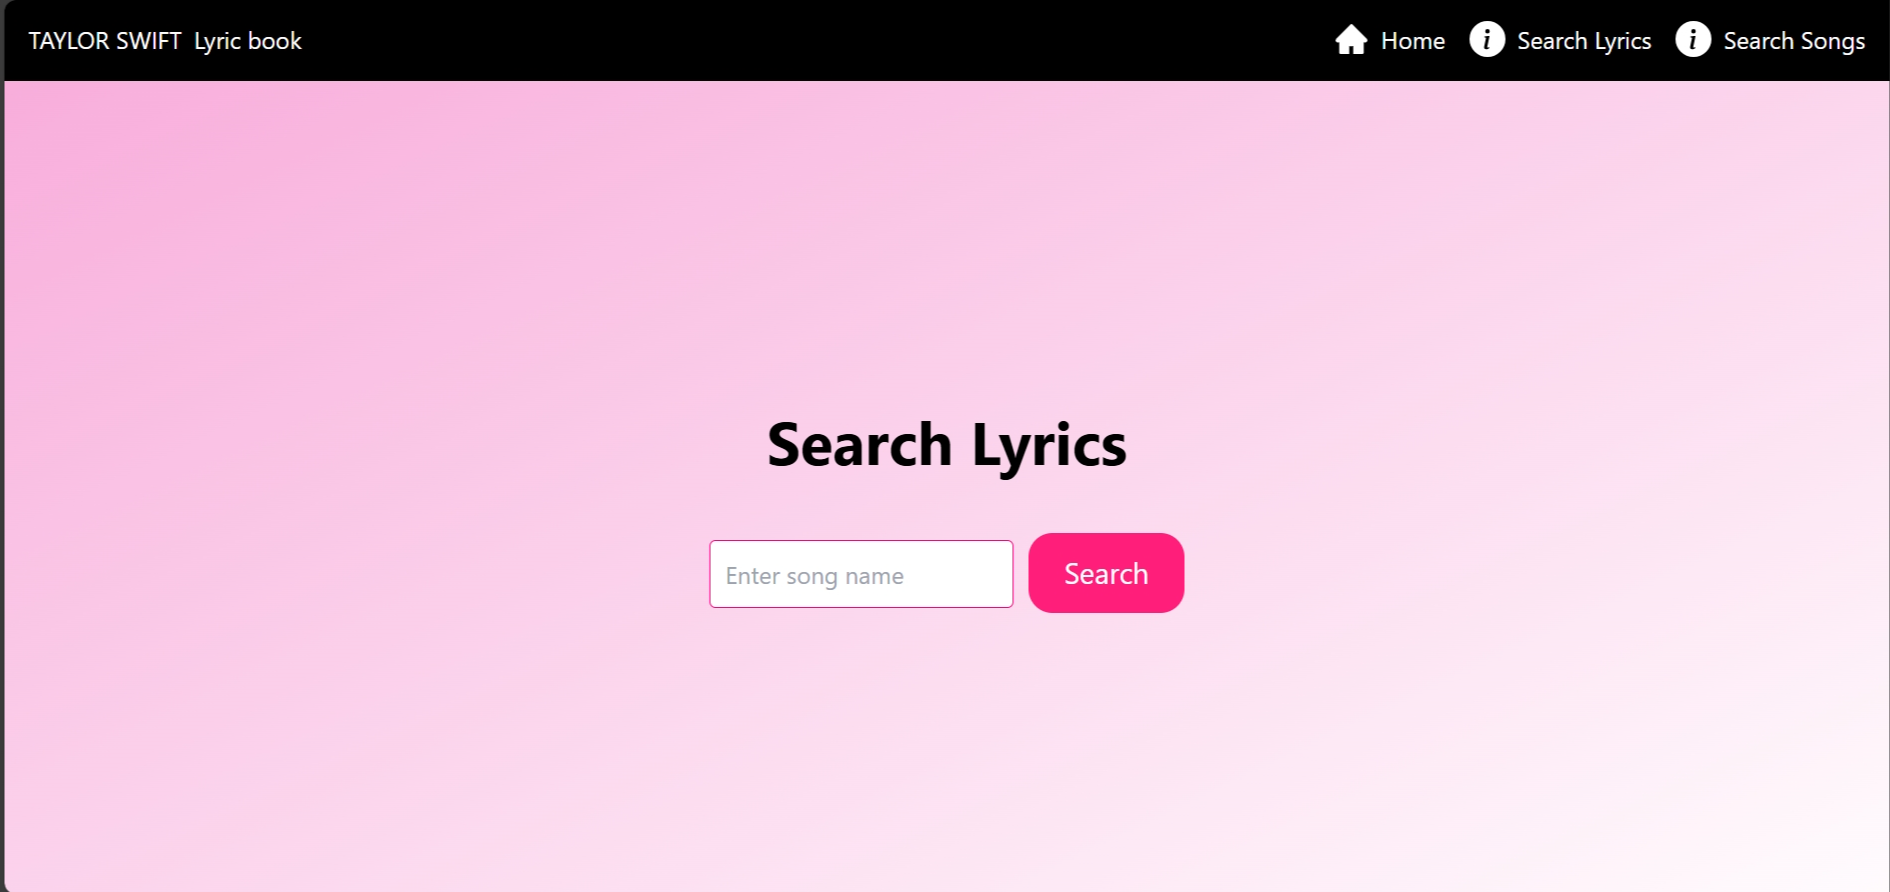 TAYLOR SWIFT Lyric book
Home
Search Lyrics
Search Songs
Search Lyrics
Enter song name
Search